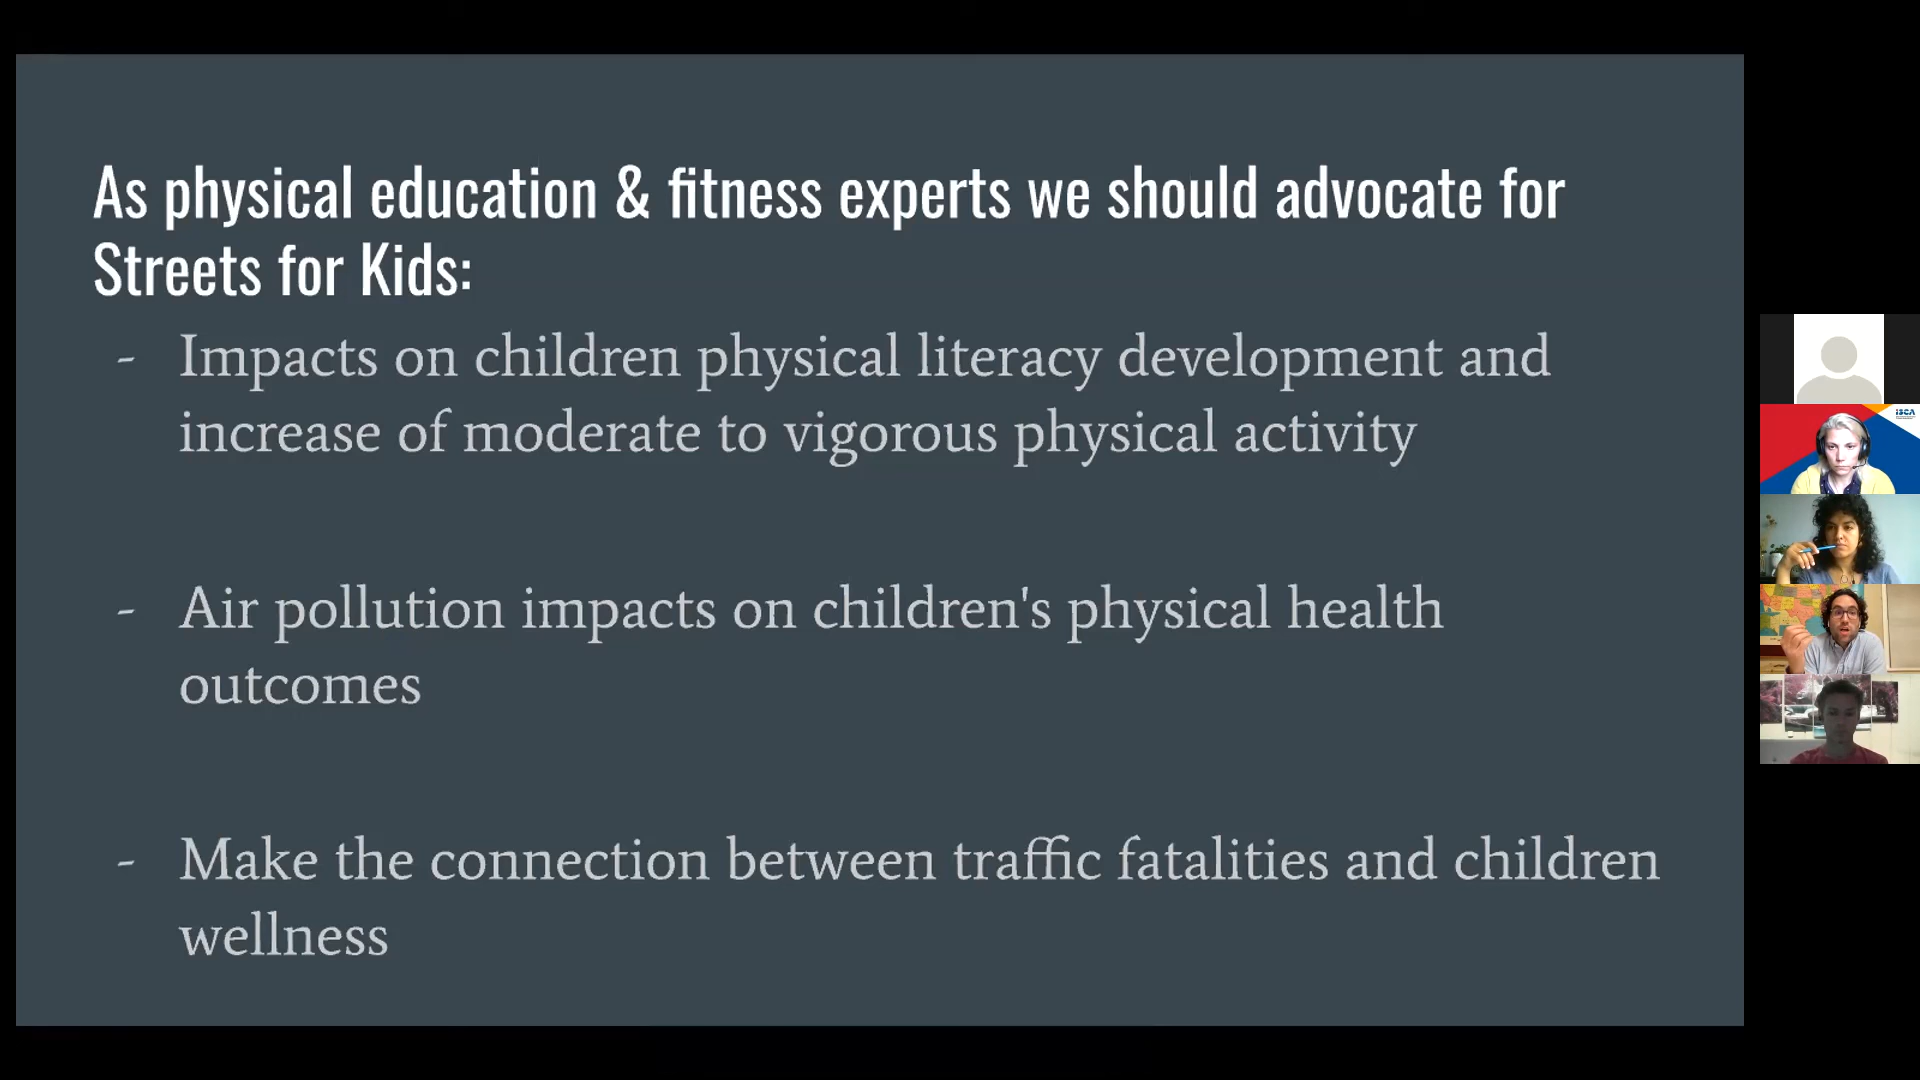 As physical education & fitness experts we should advocate for
Streets for Kids:
- Impacts on children physical literacy development and
increase of moderate to vigorous physical activity
- Air pollution impacts on children's physical health
outcomes
- Make the connection between traffic fatalities and children
wellness
ISCA